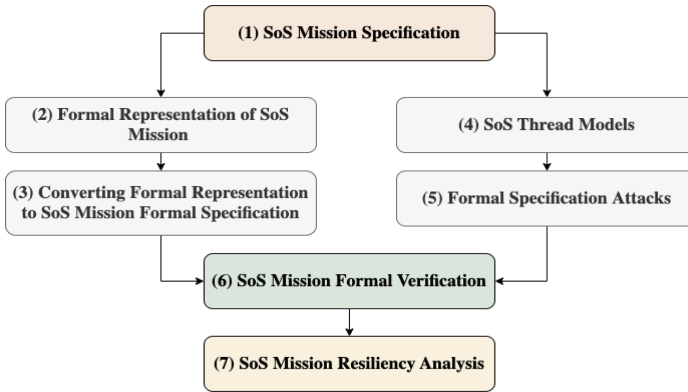 (1) SoS Mission Specification
(2) Formal Representation of SoS
Mission
(4) SoS Thread Models
(3) Converting Formal Representation
to SoS Mission Formal Specification
(5) Formal Specification Attacks
(6) SoS Mission Formal Verification
(7) SoS Mission Resiliency Analysis